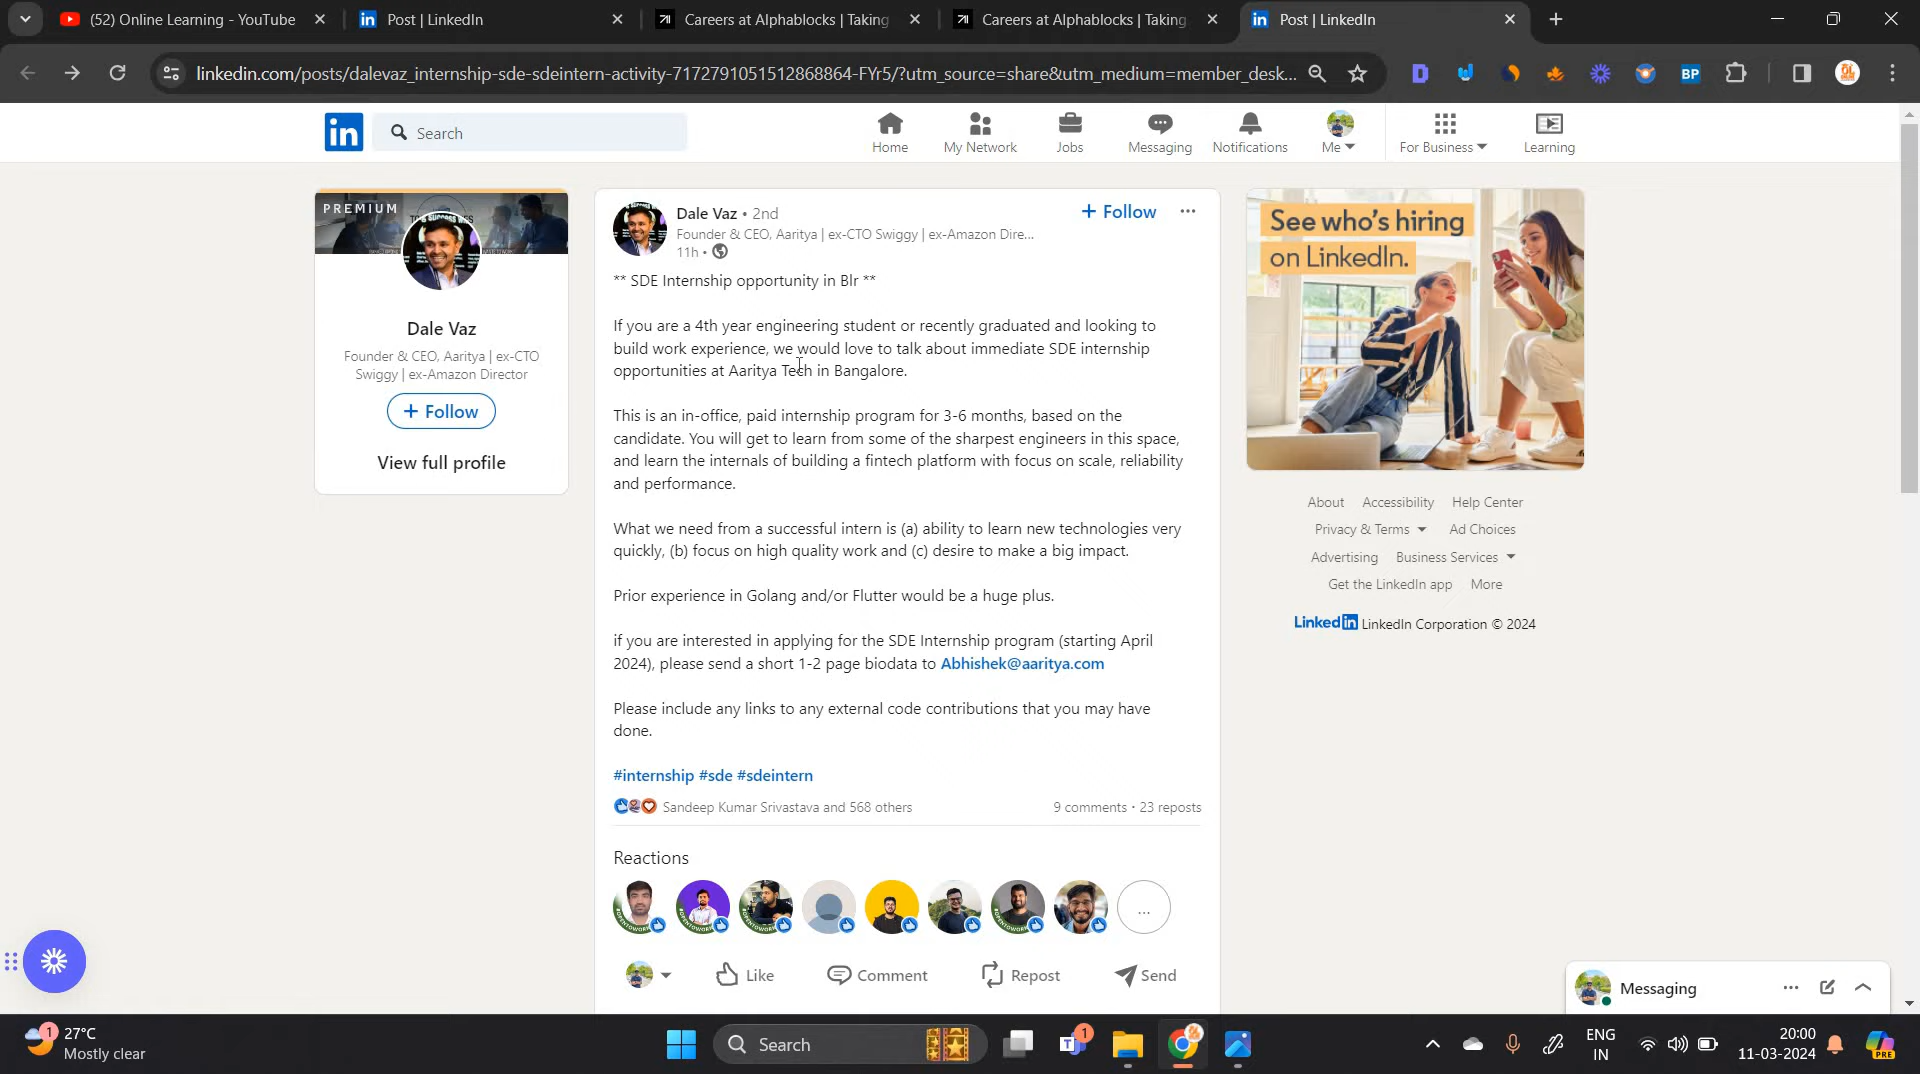 (52) Online Learning - YouTube
Post | LinkedIn
Careers at Alphablocks | Taking
Careers at Alphablocks | Taking
Post | LinkedIn
linkedin.com/posts/dalevaz_internship-sde-sdeintern-activity-7172791051512868864-FYr5/?utm_source=share&utm_medium=member_desk...
D
BP
in
Search
Home
My Network
Jobs
Messaging
Notifications
Me
For Business
Learning
PREMIUM
Dale Vaz
Founder & CEO, Aaritya | ex-CTO
Swiggy | ex-Amazon Director
+ Follow
View full profile
Dale Vaz • 2nd
Founder & CEO, Aaritya | ex-CTO Swiggy | ex-Amazon Dire...
11h •
+ Follow
** SDE Internship opportunity in Blr **
If you are a 4th year engineering student or recently graduated and looking to
build work experience, we would love to talk about immediate SDE internship
opportunities at Aaritya Tech in Bangalore.
This is an in-office, paid internship program for 3-6 months, based on the
candidate. You will get to learn from some of the sharpest engineers in this space,
and learn the internals of building a fintech platform with focus on scale, reliability
and performance.
What we need from a successful intern is (a) ability to learn new technologies very
quickly, (b) focus on high quality work and (c) desire to make a big impact.
Prior experience in Golang and/or Flutter would be a huge plus.
if you are interested in applying for the SDE Internship program (starting April
2024), please send a short 1-2 page biodata to Abhishek@aaritya.com
Please include any links to any external code contributions that you may have
done.
#internship #sde #sdeintern
Sandeep Kumar Srivastava and 568 others
9 comments • 23 reposts
Reactions
...
Like
Comment
Repost
Send
See who's hiring
on LinkedIn.
About
Accessibility
Help Center
Privacy & Terms
Ad Choices
Advertising
Business Services
Get the LinkedIn app
More
LinkedIn LinkedIn Corporation © 2024
Messaging
1
27°C
Mostly clear
Search
1
ENG
IN
20:00
11-03-2024
PRE